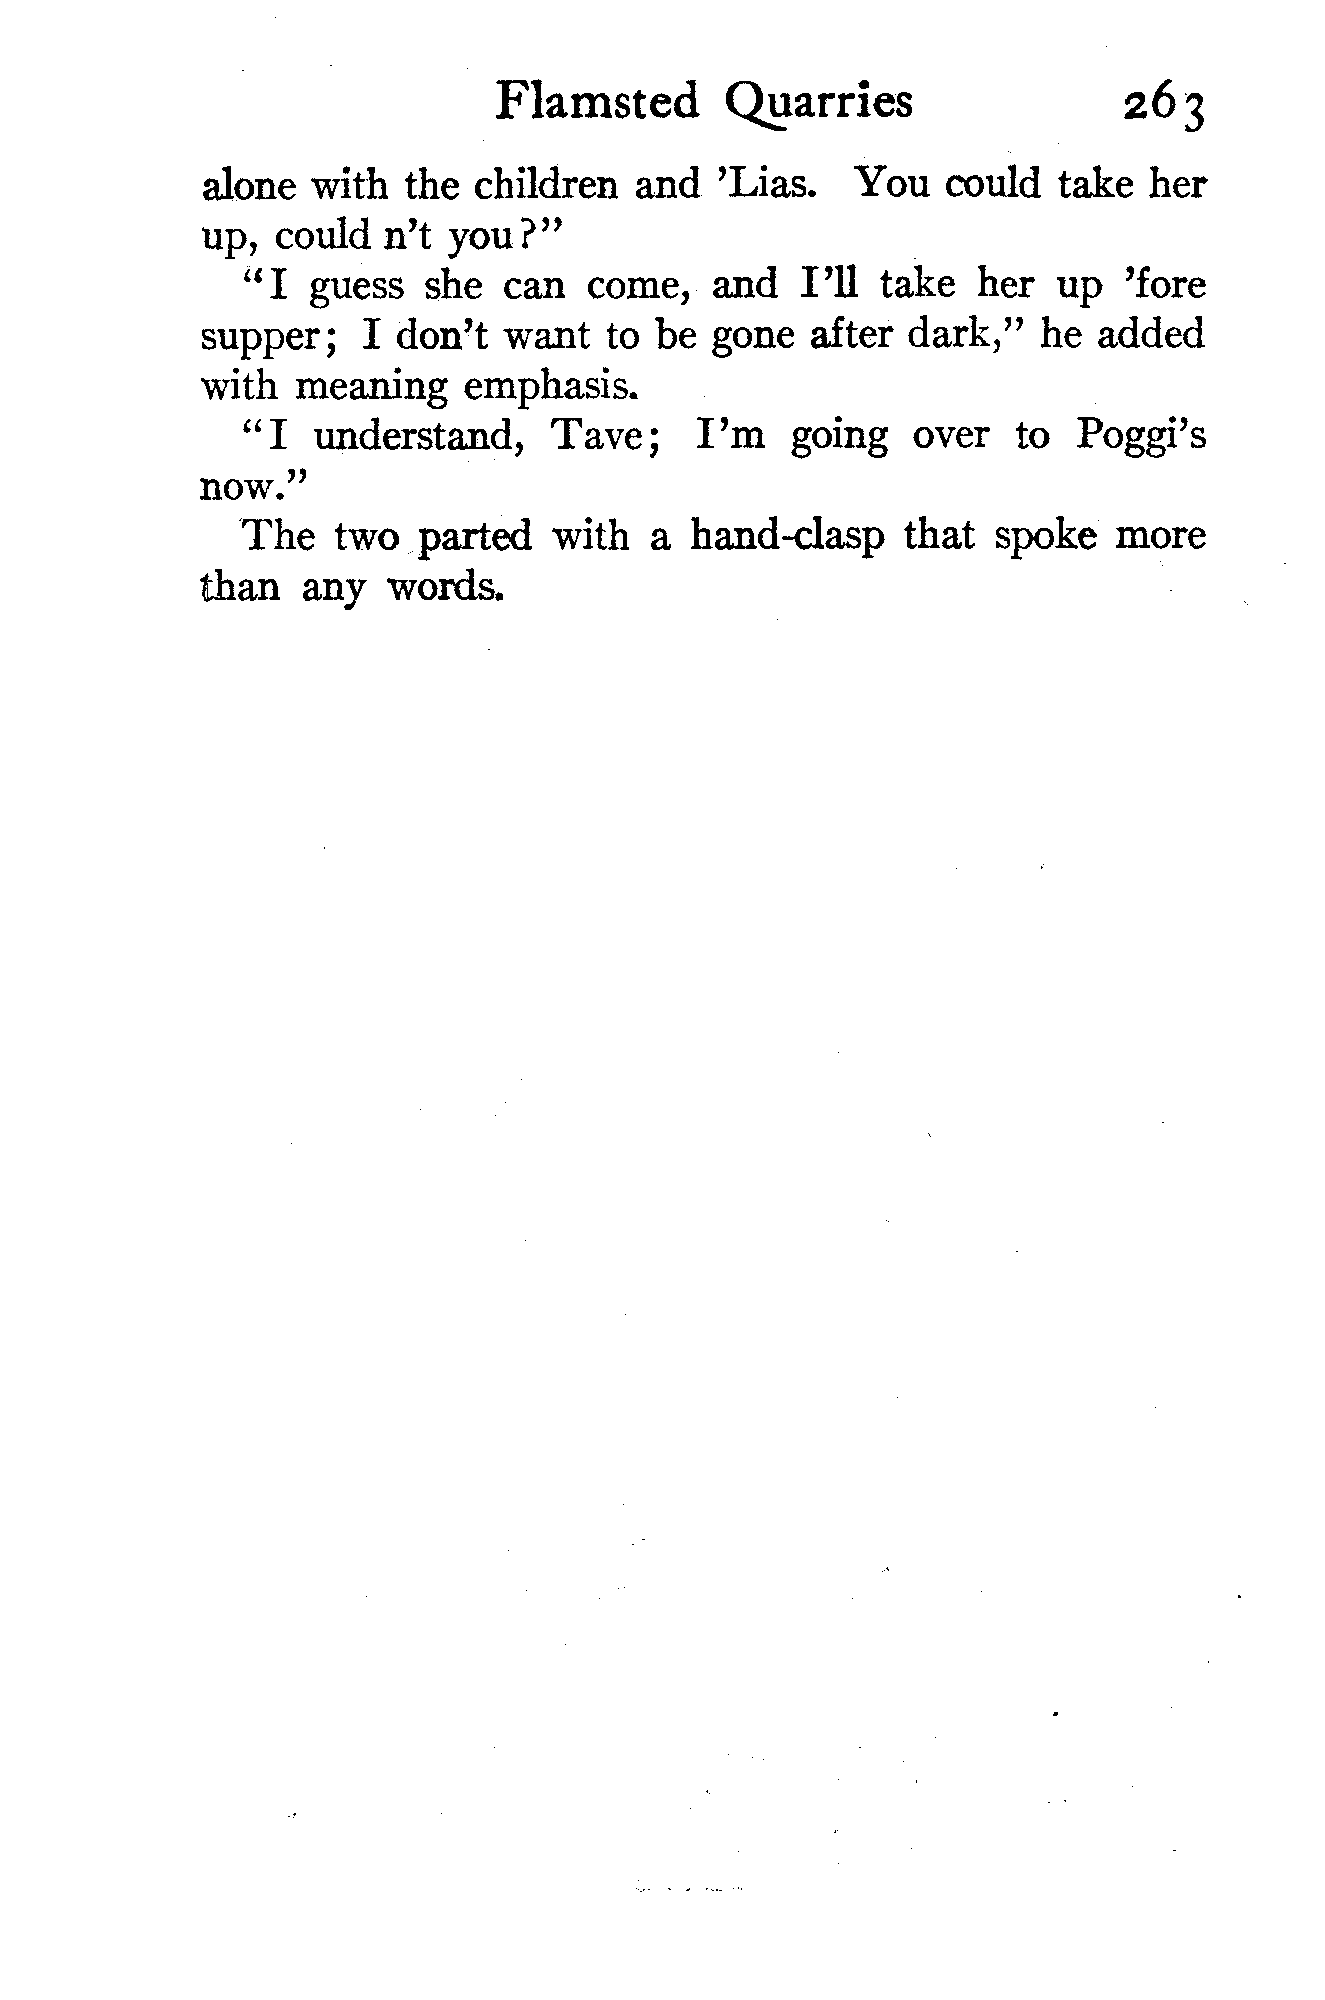 Flamsted Quarries 263
alone with the children and ’Lias. You could take her
up, could n’t you?”
“I guess she can come, and I’ll take her up ’fore
supper; I don’t want to be gone after dark,” he added
with meaning emphasis.
“I understand, Tave; I’m going over to Poggi’s
now.”
The two parted with a hand-clasp that spoke more
than any words.